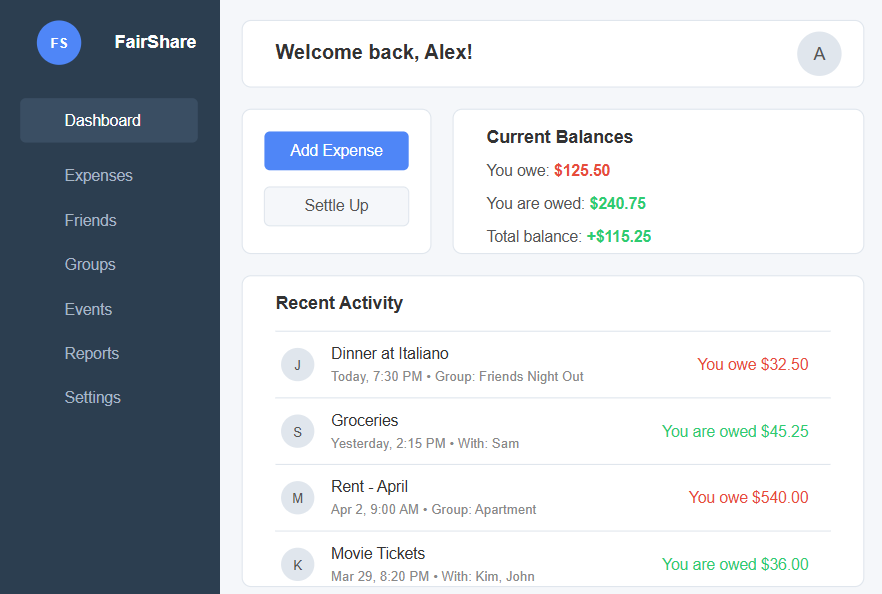 FS
FairShare
Dashboard
Expenses
Friends
Groups
Events
Reports
Settings
Welcome back, Alex!
A
Add Expense
Settle Up
Current Balances
You owe: $125.50
You are owed: $240.75
Total balance: +$115.25
Recent Activity
J
Dinner at Italiano
Today, 7:30 PM • Group: Friends Night Out
You owe $32.50
S
Groceries
Yesterday, 2:15 PM • With: Sam
You are owed $45.25
M
Rent - April
Apr 2, 9:00 AM • Group: Apartment
You owe $540.00
K
Movie Tickets
Mar 29, 8:20 PM • With: Kim, John
You are owed $36.00